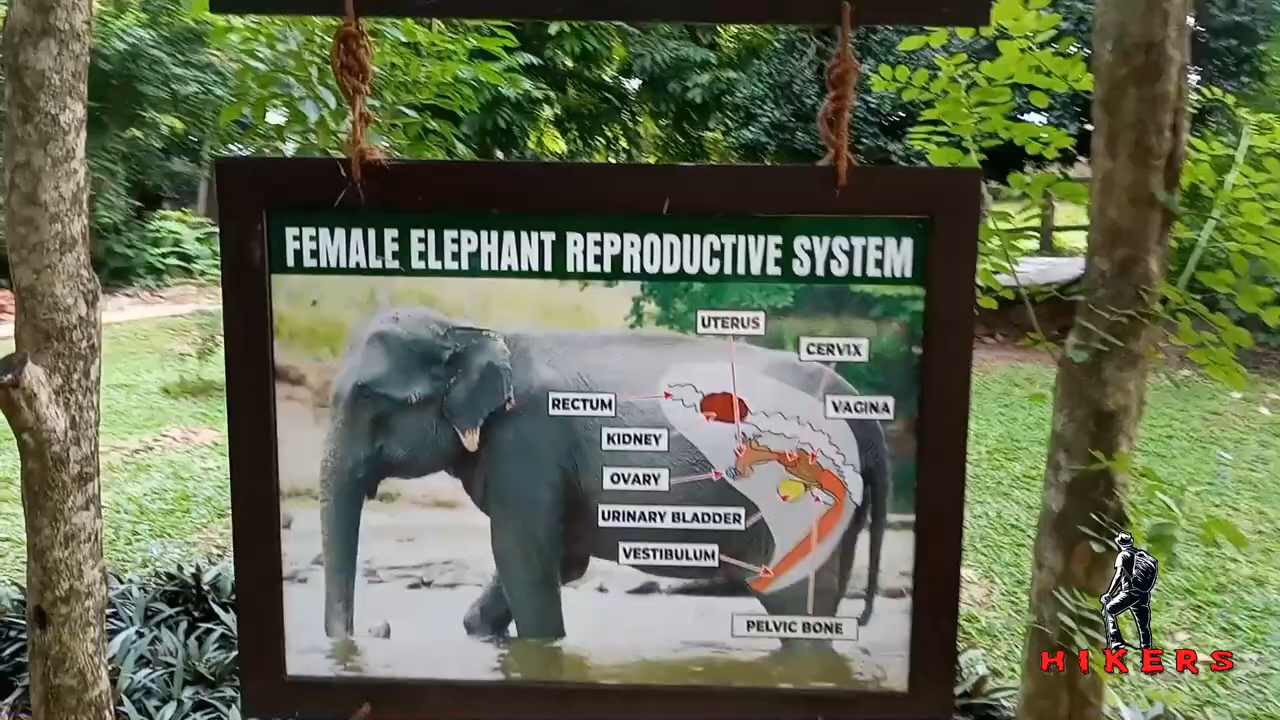 FEMALE ELEPHANT REPRODUCTIVE SYSTEM
UTERUS
CERVIX
RECTUM
VAGINA
KIDNEY
OVARY
URINARY BLADDER
VESTIBULUM
PELVIC BONE
HIKERS